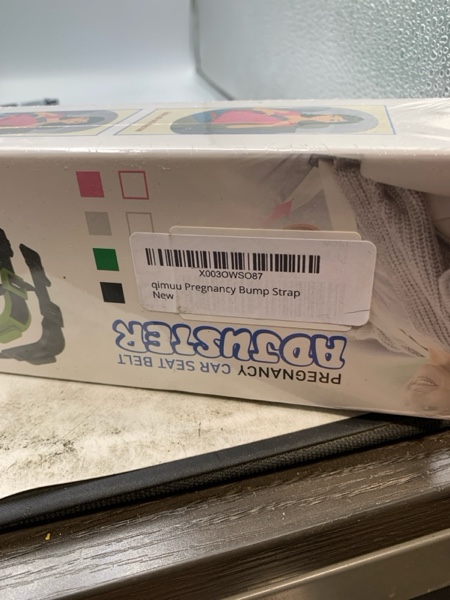 X003OWSO87
qimuu Pregnancy Bump Strap
New
PREGNANCY CAR SEAT BELT
ADJUSTER